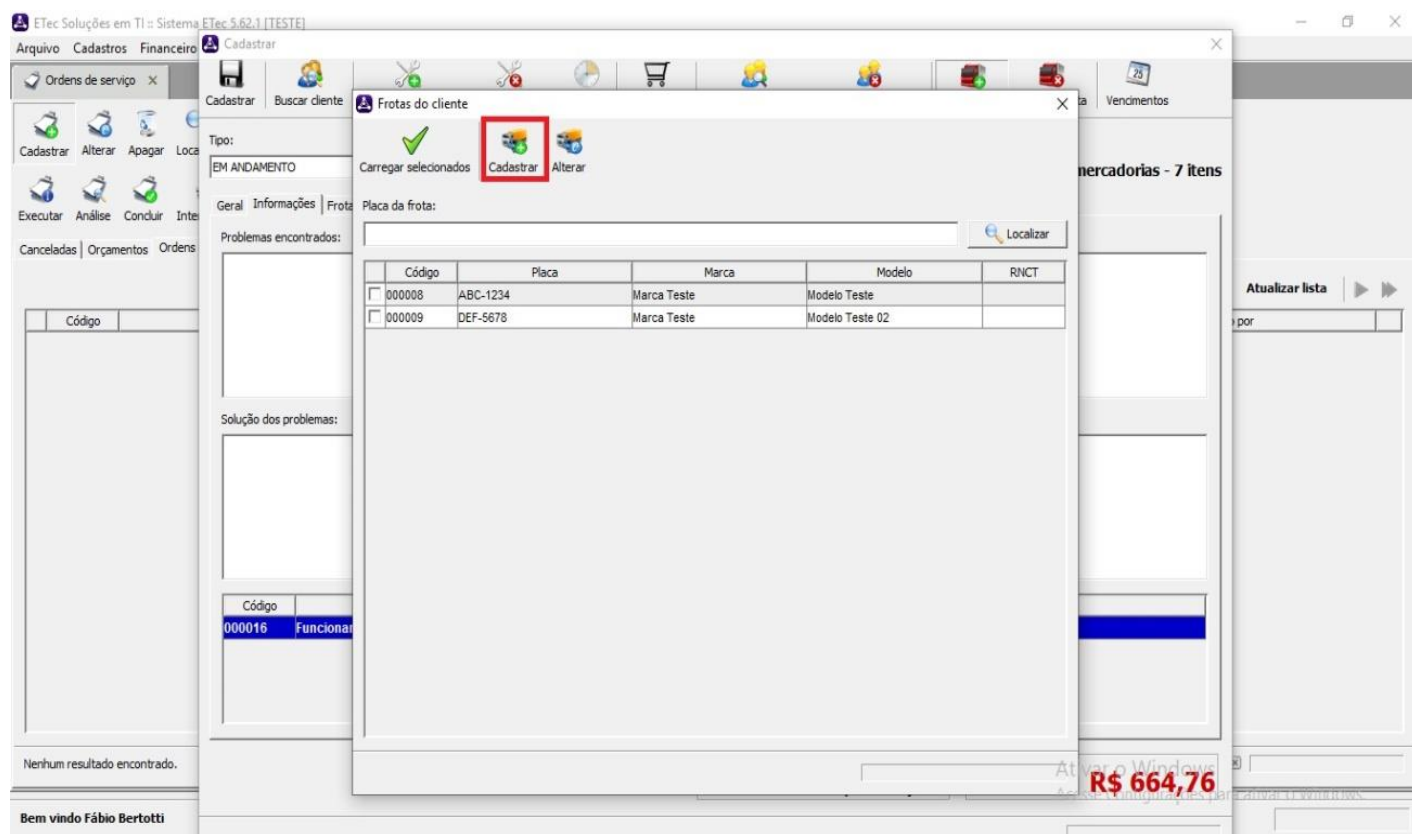 ETec Soluções em TI :: Sistema ETec 5.62.1 [TESTE]
Arquivo Cadastros Financeiro
Cadastrar
Ordens de serviço
Cadastrar Buscar cliente
Vencimentos
Frotas do cliente
Cadastrar Alterar Apagar
Tipo:
EM ANDAMENTO
Carregar selecionados Cadastrar Alterar
mercadorias - 7 itens
Executar Análise Concluir
Geral Informações
Placa da frota:
Problemas encontrados:
Localizar
Canceladas Orçamentos Ordens
Código Placa Marca Modelo RNCT
000008 ABC-1234 Marca Teste Modelo Teste
000009 DEF-5678 Marca Teste Modelo Teste 02
Atualizar lista
Código
por
Solução dos problemas:
Código
000016
Nenhum resultado encontrado.
Ativar o Windows
R$ 664,76
Bem vindo Fábio Bertotti